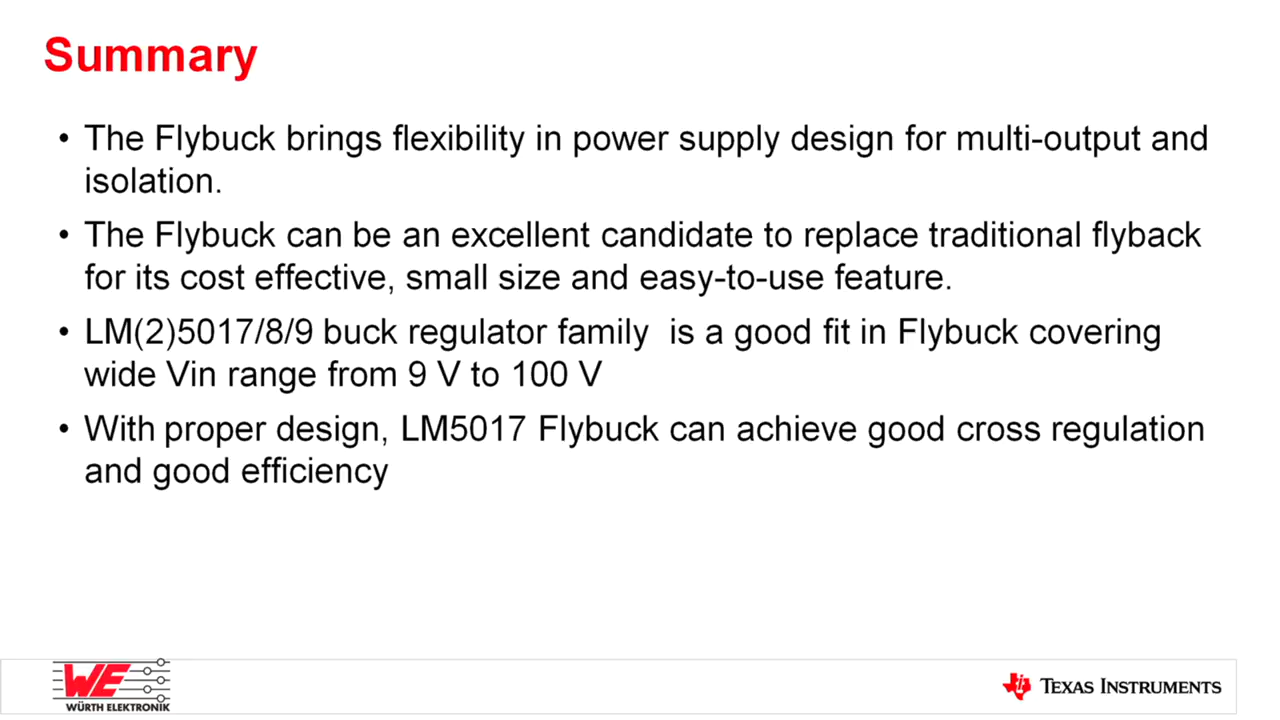 Summary
• The Flybuck brings flexibility in power supply design for multi-output and
isolation.
• The Flybuck can be an excellent candidate to replace traditional flyback
for its cost effective, small size and easy-to-use feature.
• LM(2)5017/8/9 buck regulator family  is a good fit in Flybuck covering
wide Vin range from 9 V to 100 V
• With proper design, LM5017 Flybuck can achieve good cross regulation
and good efficiency
WE
WÜRTH ELEKTRONIK
TEXAS INSTRUMENTS